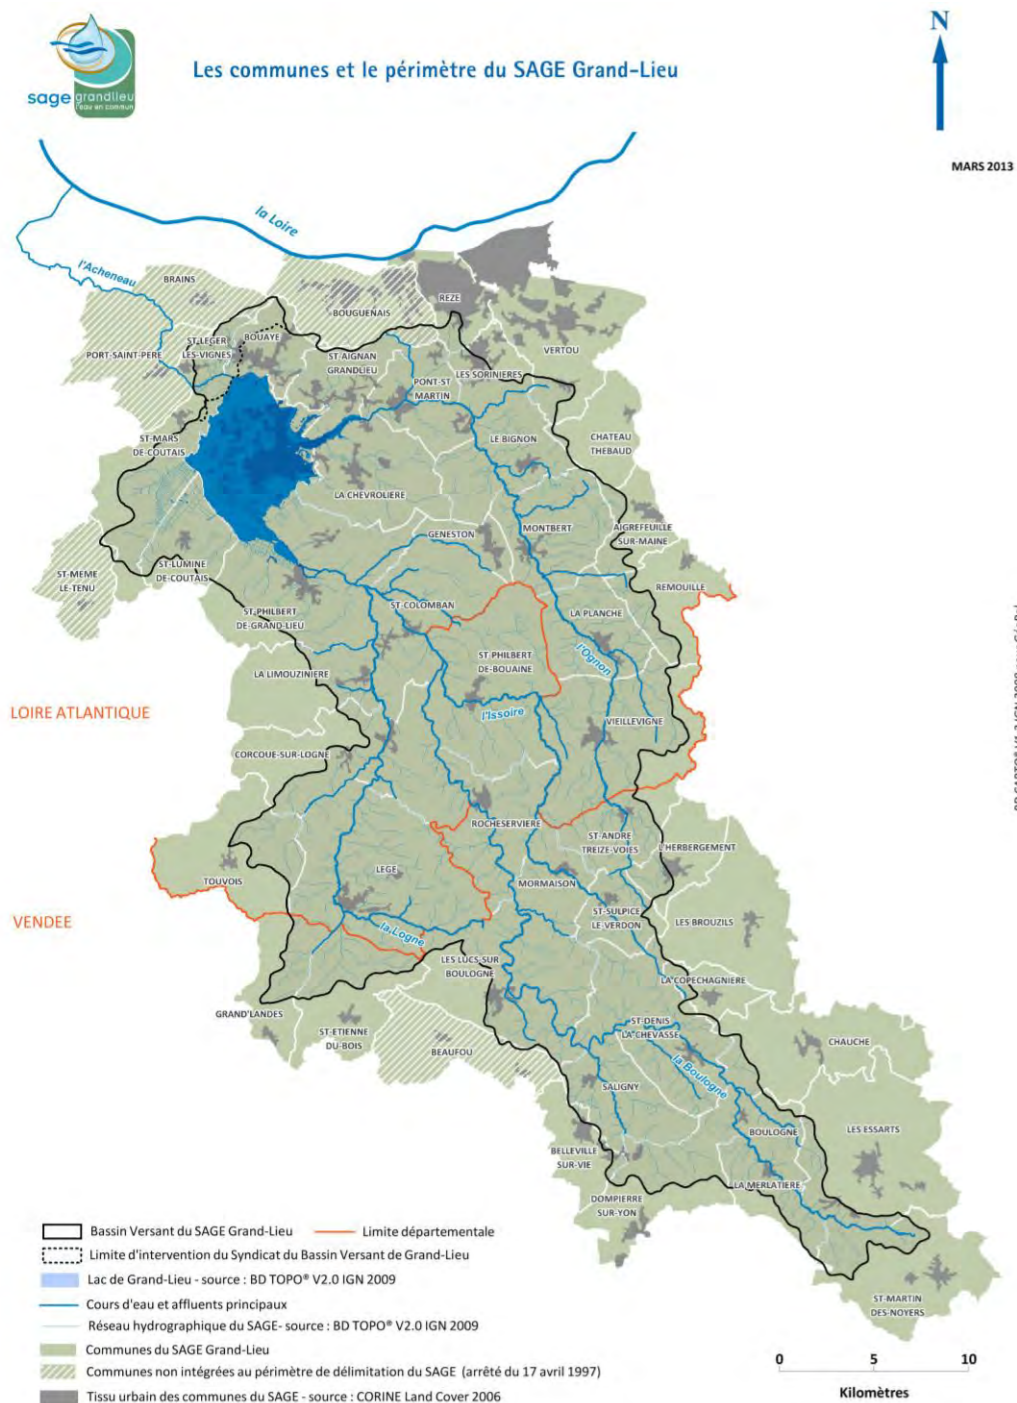 Les communes et le périmètre du SAGE Grand-Lieu
sage grandlieu
l'eau en commun
N
MARS 2013
la Loire
l'Acheneau
BRAINS
BOUGUENAIS
REZE
ST-LEGER
LES-VIGNES
BOUAYE
VERTOU
PORT-SAINT-PERE
ST-AIGNAN
GRANDLIEU
LES SORINIERES
PONT-ST
MARTIN
ST-MARS
DE-COUTAIS
LE BIGNON
CHATEAU
THEBAUD
LA CHEVROLIERE
GENESTON
MONTBERT
AIGREFEUILLE
SUR-MAINE
ST-MEME
LE-TENU
ST-LUMINE
DE-COUTAIS
REMOUILLE
ST-PHILBERT
DE-GRAND-LIEU
ST-COLOMBAN
LA PLANCHE
l'Ognon
ST PHILBERT
DE-BOUAINE
LA LIMOUZINIERE
LOIRE ATLANTIQUE
l'Issoire
VIEILLEVIGNE
CORCOUE-SUR-LOGNE
ROCHESERVIERE
ST-ANDRE
TREIZE-VOIES
L'HERBERGEMENT
TOUVOIS
LEGE
MORMAISON
VENDEE
ST-SULPICE
LE-VERDON
LES BROUZILS
la Logne
LES LUCS-SUR
BOULOGNE
LA COPECHAGNIERE
GRAND'LANDES
ST-ETIENNE
DU-BOIS
BEAUFOU
ST-DENIS
LA CHEVASSE
CHAUCHE
la Boulogne
SALIGNY
BOULOGNE
LES ESSARTS
BELLEVILLE
SUR-VIE
LA MERLATIERE
DOMPIERRE
SUR-YON
ST-MARTIN
DES-NOYERS
Bassin Versant du SAGE Grand-Lieu
Limite départementale
Limite d'intervention du Syndicat du Bassin Versant de Grand-Lieu
Lac de Grand-Lieu - source : BD TOPO® V2.0 IGN 2009
Cours d'eau et affluents principaux
Réseau hydrographique du SAGE- source : BD TOPO® V2.0 IGN 2009
Communes du SAGE Grand-Lieu
Communes non intégrées au périmètre de délimitation du SAGE (arrêté du 17 avril 1997)
Tissu urbain des communes du SAGE - source : CORINE Land Cover 2006
0 5 10
Kilomètres